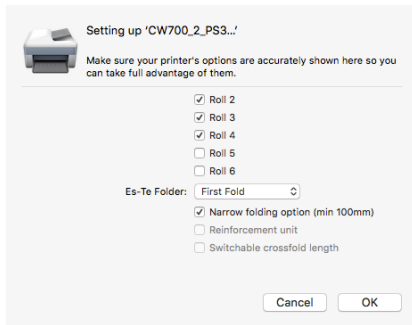 Setting up ‘CW700_2_PS3...’
Make sure your printer's options are accurately shown here so you
can take full advantage of them.
Roll 2
Roll 3
Roll 4
Roll 5
Roll 6
Es-Te Folder: First Fold
Narrow folding option (min 100mm)
Reinforcement unit
Switchable crossfold length
Cancel OK